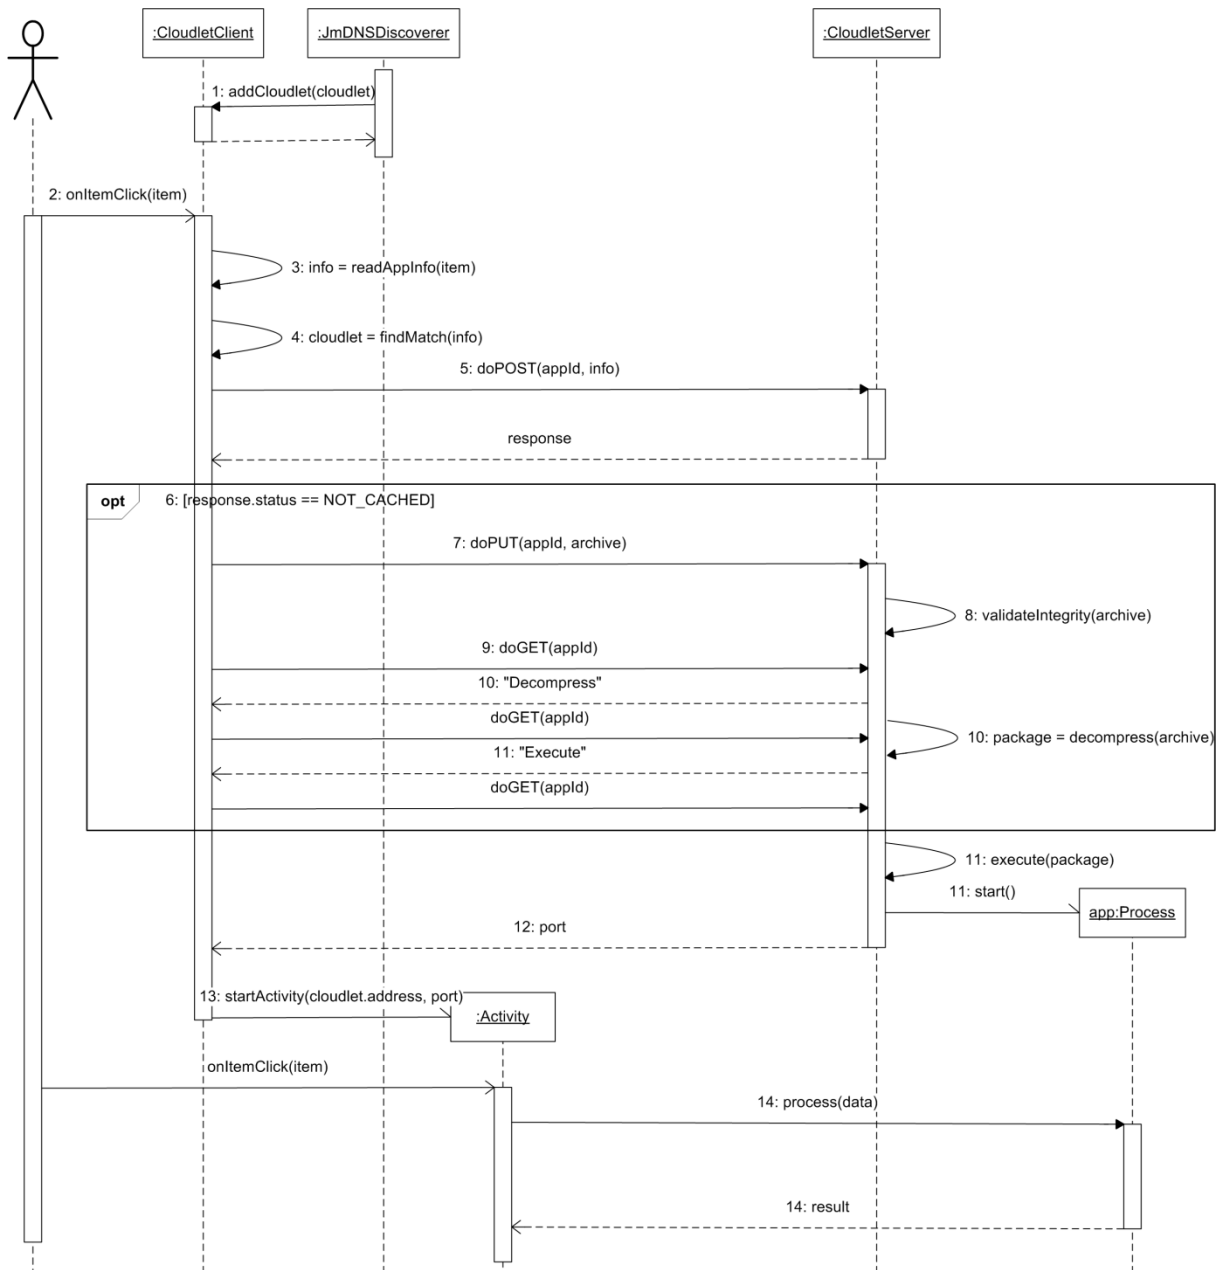 :CloudletClient
:JmDNSDiscoverer
:CloudletServer
1: addCloudlet(cloudlet)
2: onItemClick(item)
3: info = readAppInfo(item)
4: cloudlet = findMatch(info)
5: doPOST(appId, info)
response
opt
6: [response.status == NOT_CACHED]
7: doPUT(appId, archive)
8: validateIntegrity(archive)
9: doGET(appId)
10: "Decompress"
doGET(appId)
10: package = decompress(archive)
11: "Execute"
doGET(appId)
11: execute(package)
11: start()
app:Process
12: port
13: startActivity(cloudlet.address, port)
:Activity
onItemClick(item)
14: process(data)
14: result